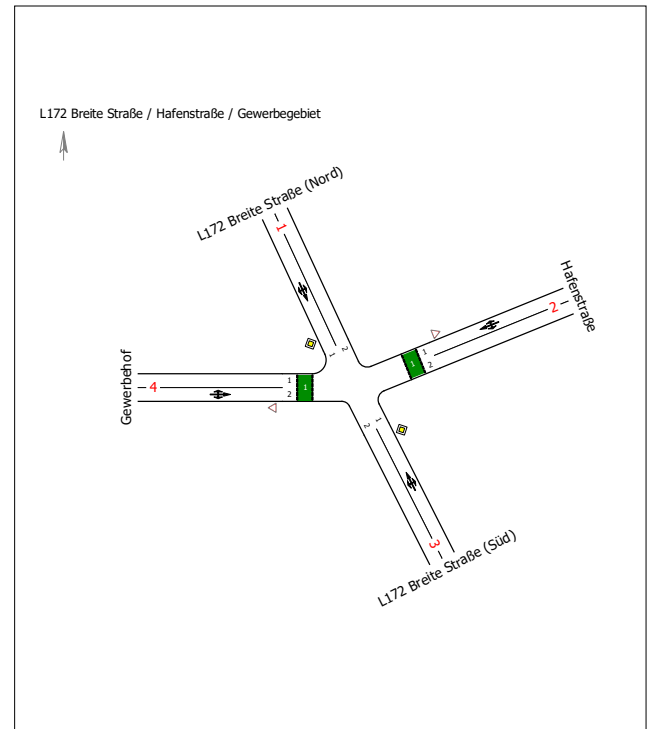 L172 Breite Straße / Hafenstraße / Gewerbegebiet
L172 Breite Straße (Nord)
1
Hafenstraße
2
1
2
1
2
1
Gewerbehof
4
1
2
1
1
2
3
L172 Breite Straße (Süd)